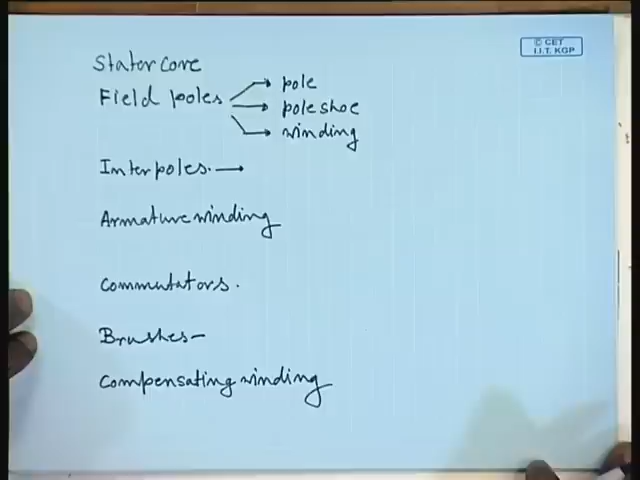 © CET
I.I.T. KGP
Stator core
Field poles → pole
→ pole shoe
→ winding
Interpoles. →
Armature winding
Commutators.
Brushes-
Compensating winding